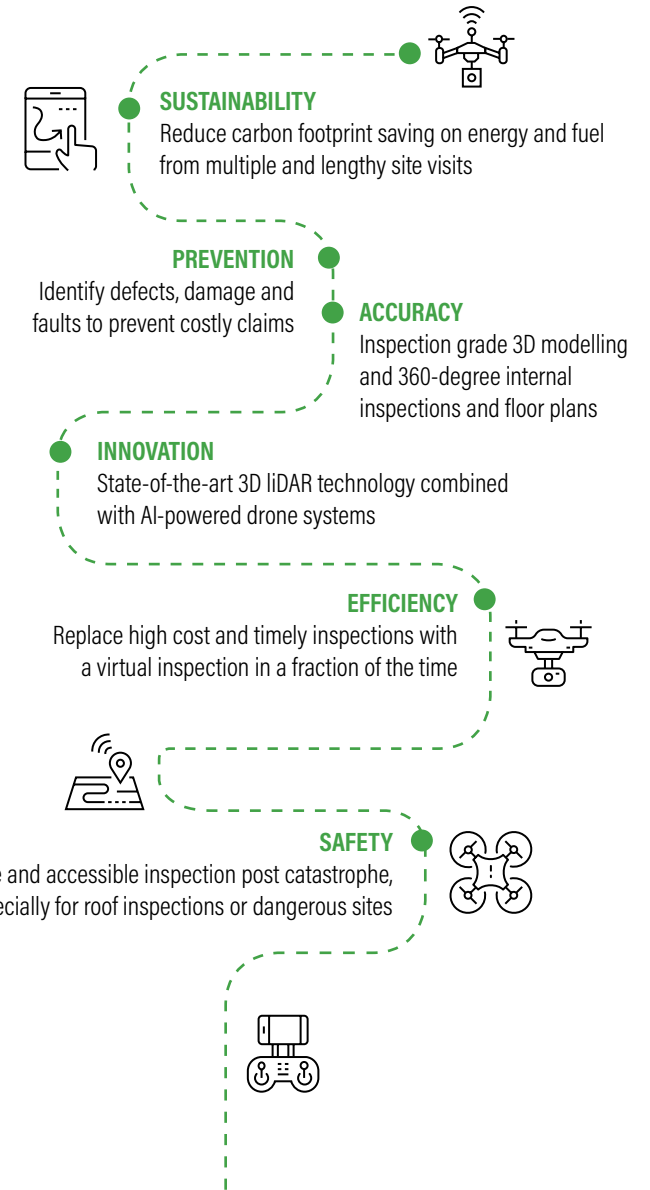 SUSTAINABILITY
Reduce carbon footprint saving on energy and fuel
from multiple and lengthy site visits
PREVENTION
Identify defects, damage and
faults to prevent costly claims
ACCURACY
Inspection grade 3D modelling
and 360-degree internal
inspections and floor plans
INNOVATION
State-of-the-art 3D liDAR technology combined
with AI-powered drone systems
EFFICIENCY
Replace high cost and timely inspections with
a virtual inspection in a fraction of the time
SAFETY
and accessible inspection post catastrophe,
for roof inspections or dangerous sites